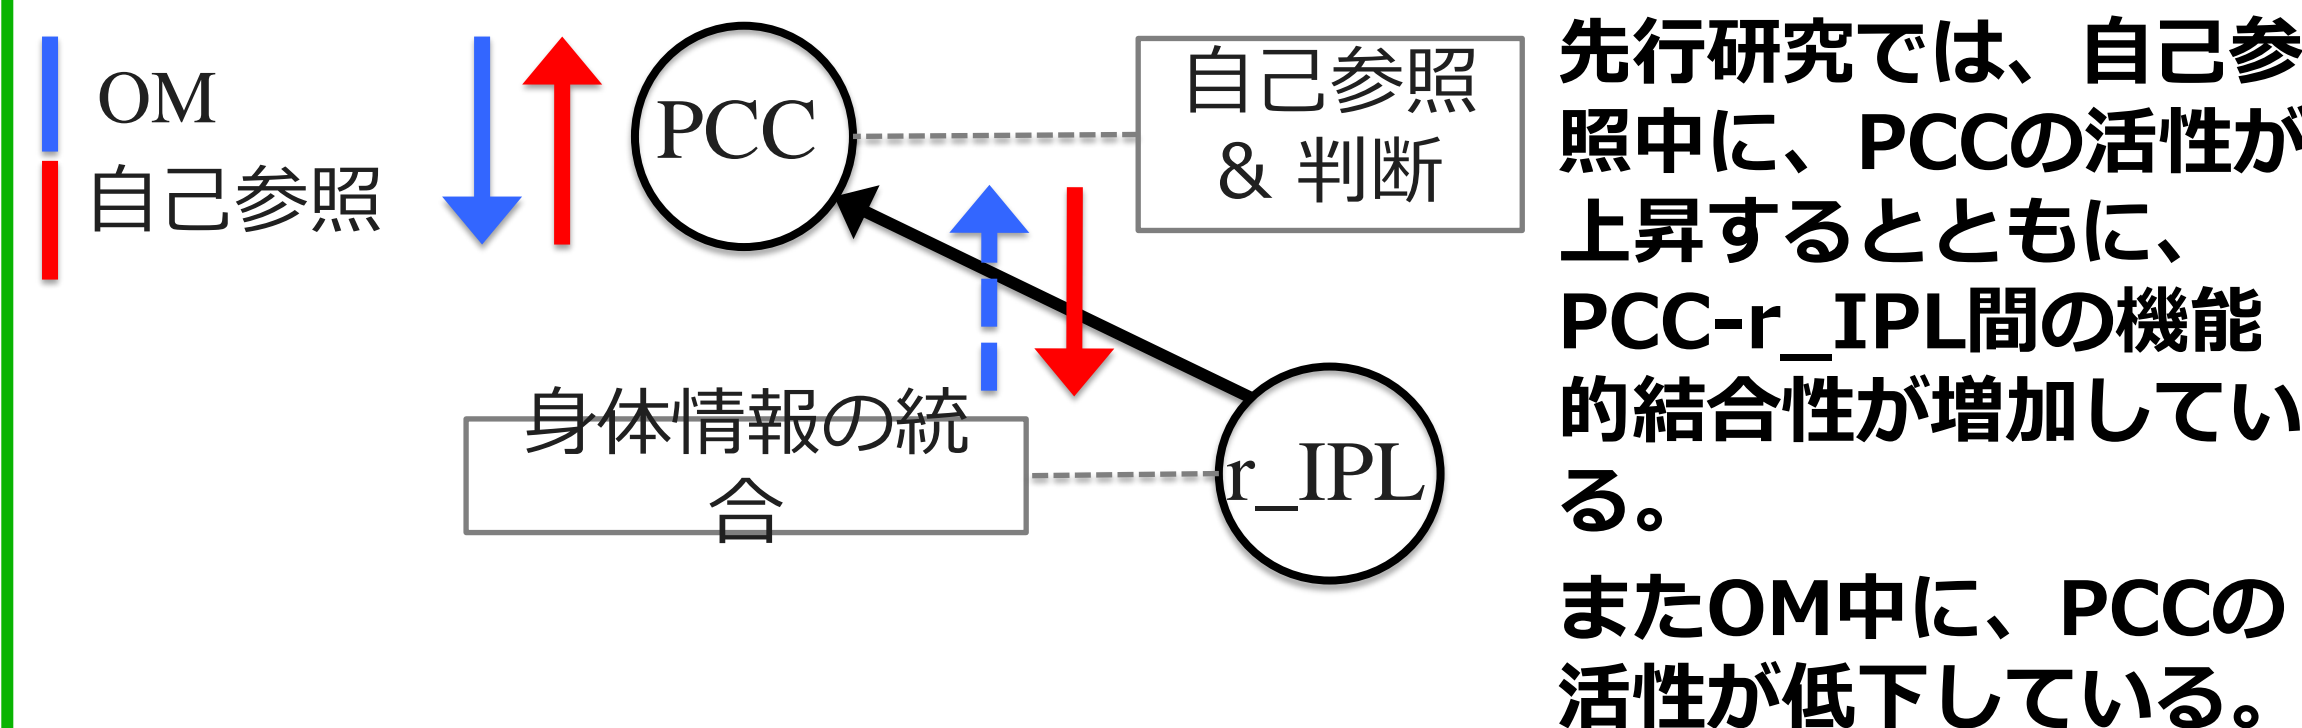 OM
自己参照
PCC
自己参照
& 判断
身体情報の統
合
r_IPL
先行研究では、自己参
照中に、PCCの活性が
上昇するとともに、
PCC-r_IPL間の機能
的結合性が増加してい
る。
またOM中に、PCCの
活性が低下している。